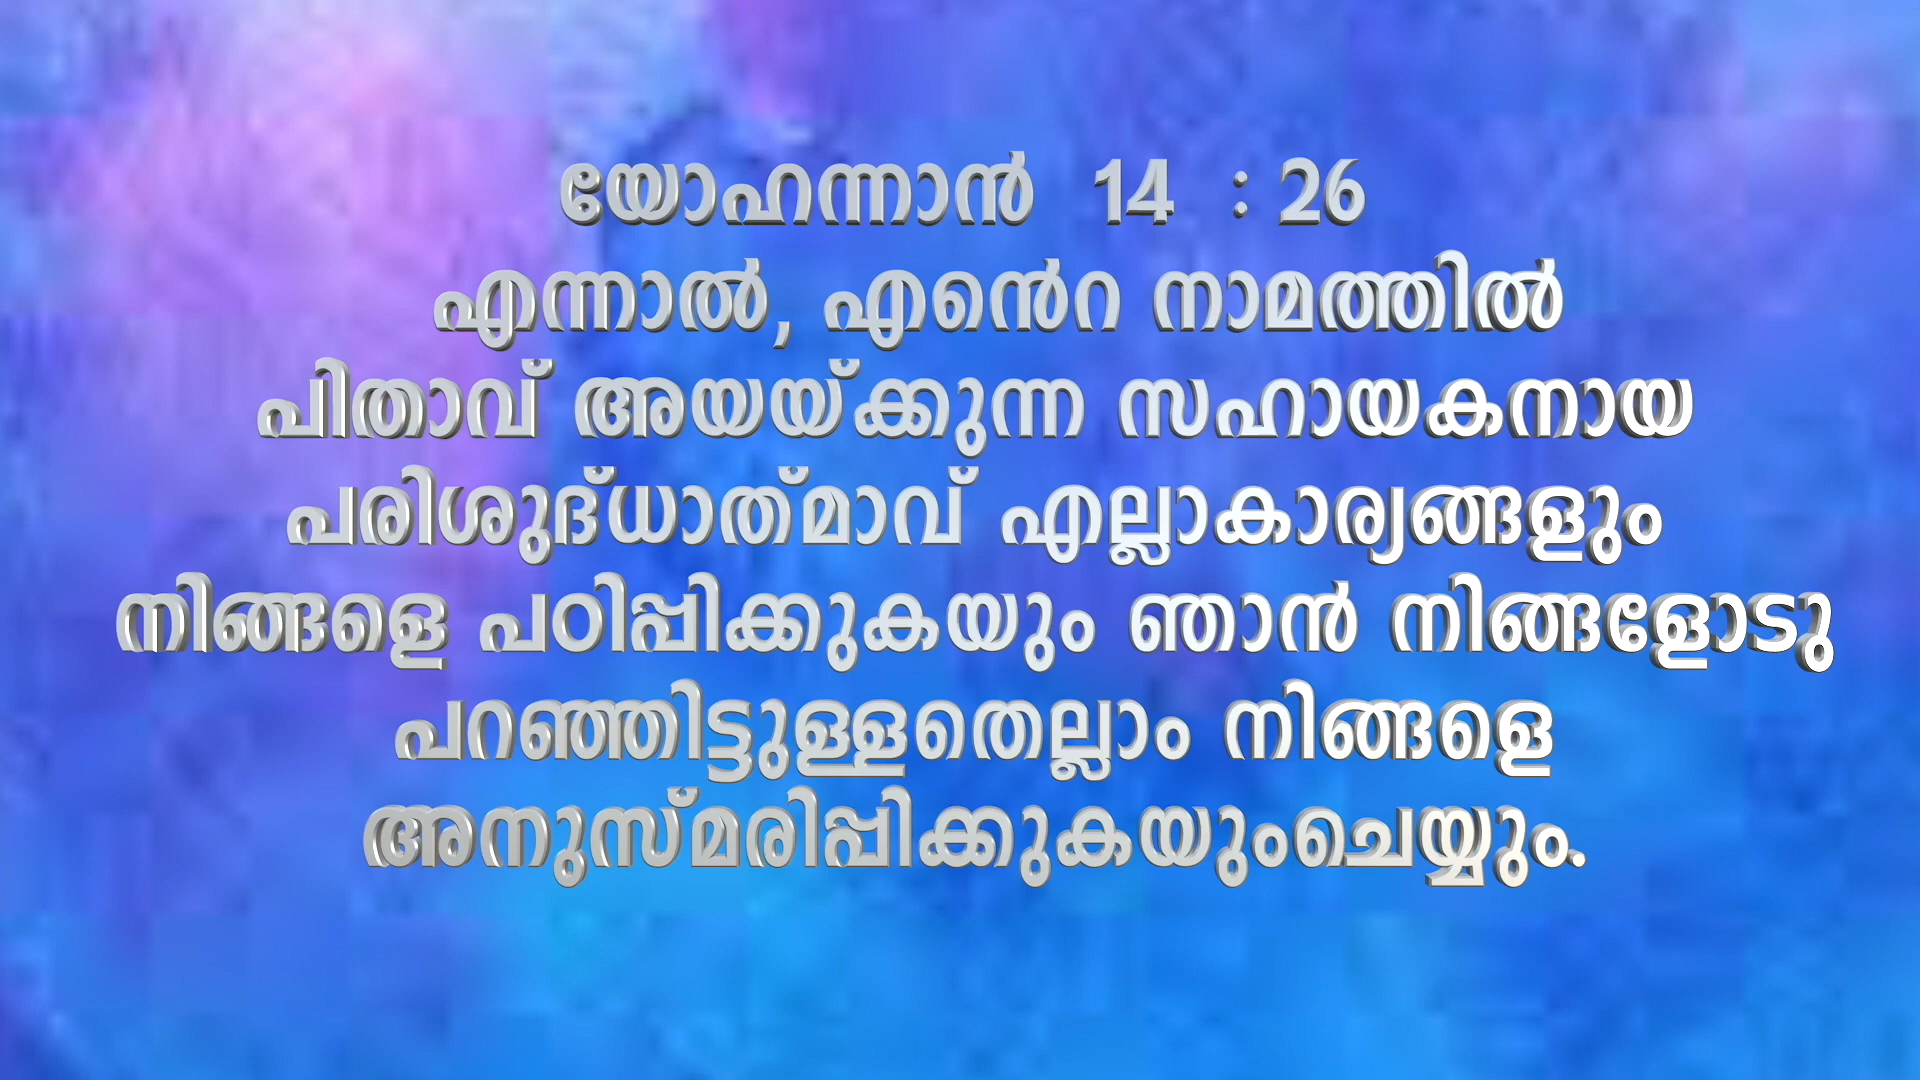 യോഹന്നാൻ 14 : 26
എന്നാൽ, എൻെറ നാമത്തിൽ
പിതാവ് അയയ്ക്കുന്ന സഹായകനായ
പരിശുദ്ധാത്‌മാവ് എല്ലാകാര്യങ്ങളും
നിങ്ങളെ പഠിപ്പിക്കുകയും ഞാൻ നിങ്ങളോടു
പറഞ്ഞിട്ടുള്ളതെല്ലാം നിങ്ങളെ
അനുസ്മരിപ്പിക്കുകയുംചെയ്യും.